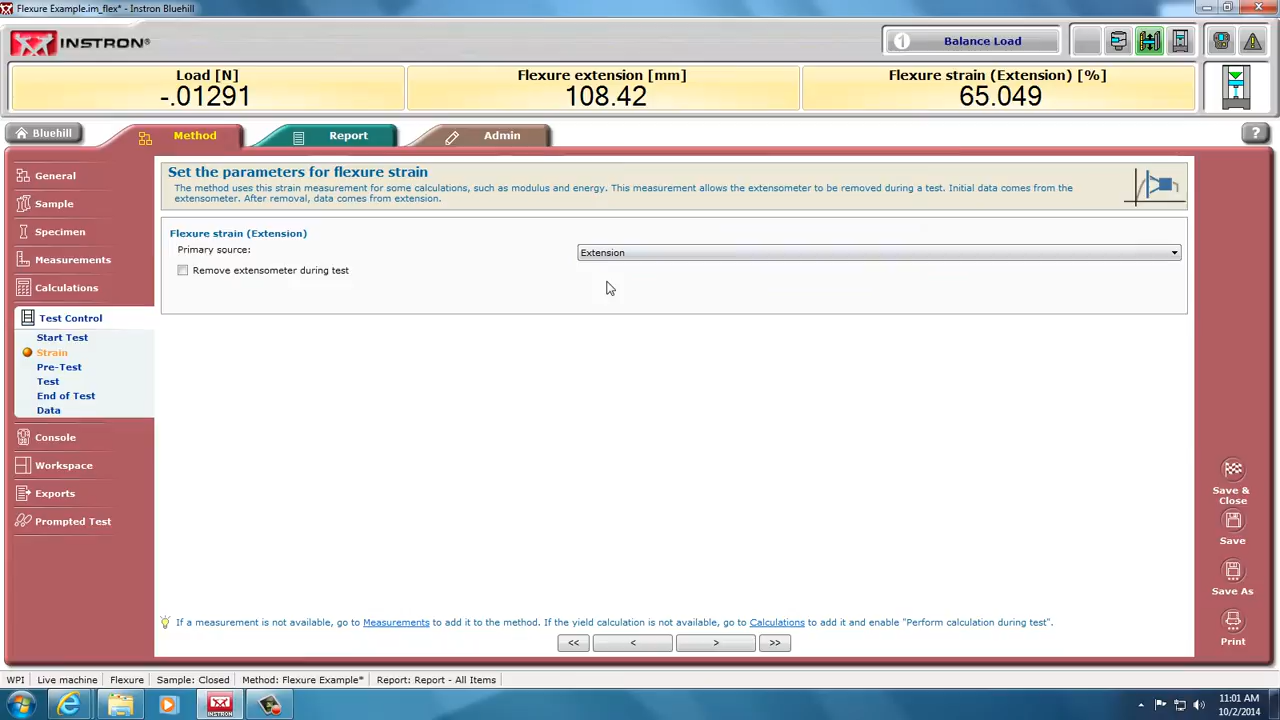 Flexure Example.im_flex* - Instron Bluehill
INSTRON®
1 Balance Load
Load [N]
-.01291
Flexure extension [mm]
108.42
Flexure strain (Extension) [%]
65.049
Bluehill
Method
Report
Admin
?
General
Sample
Specimen
Measurements
Calculations
Test Control
Start Test
Strain
Pre-Test
Test
End of Test
Data
Console
Workspace
Exports
Prompted Test
Set the parameters for flexure strain
The method uses this strain measurement for some calculations, such as modulus and energy. This measurement allows the extensometer to be removed during a test. Initial data comes from the
extensometer. After removal, data comes from extension.
Flexure strain (Extension)
Primary source:
Extension
Remove extensometer during test
Save &
Close
Save
Save As
Print
If a measurement is not available, go to Measurements to add it to the method. If the yield calculation is not available, go to Calculations to add it and enable "Perform calculation during test".
<< < > >>
WPI Live machine Flexure Sample: Closed Method: Flexure Example* Report: Report - All Items
INSTRON
11:01 AM
10/2/2014